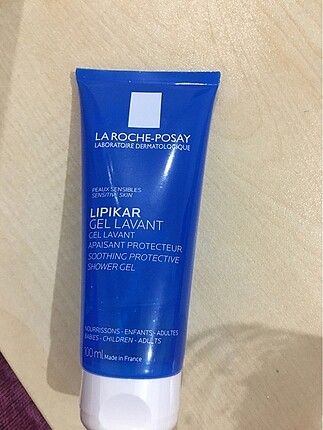 LA ROCHE-POSAY
LABORATOIRE DERMATOLOGIQUE
PEAUX SENSIBLES
SENSITIVE SKIN
LIPIKAR
GEL LAVANT
GEL LAVANT
APAISANT PROTECTEUR
SOOTHING PROTECTIVE
SHOWER GEL
NOURRISSONS - ENFANTS - ADULTES
BABIES - CHILDREN - ADULTS
100 ml Made in France